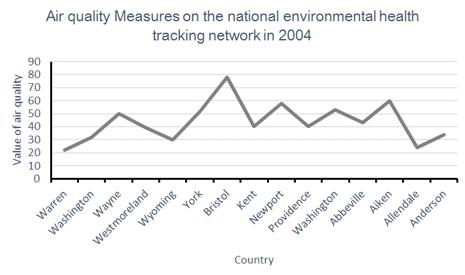 Air quality Measures on the national environmental health
tracking network in 2004
90
80
70
60
50
40
30
20
10
0
Value of air quality
Warren
Washington
Wayne
Westmoreland
Wyoming
York
Bristol
Kent
Newport
Providence
Washington
Abbeville
Aiken
Allendale
Anderson
Country